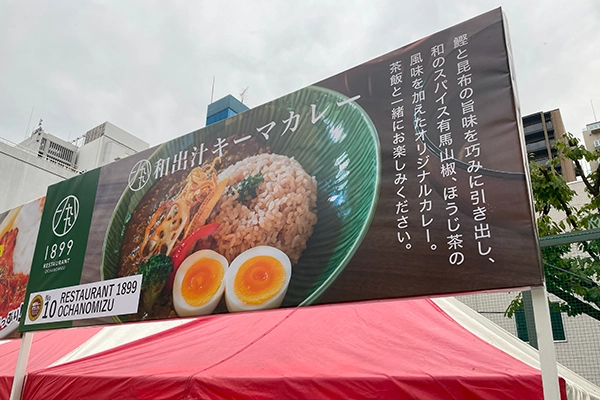 和出汁キーマカレー
鰹と昆布の旨味を巧みに引き出し、
和のスパイス有馬山椒、ほうじ茶の
風味を加えたオリジナルカレー。
茶飯と一緒にお楽しみください。
1899
RESTAURANT
OCHANOMIZU
No
10
RESTAURANT 1899
OCHANOMIZU